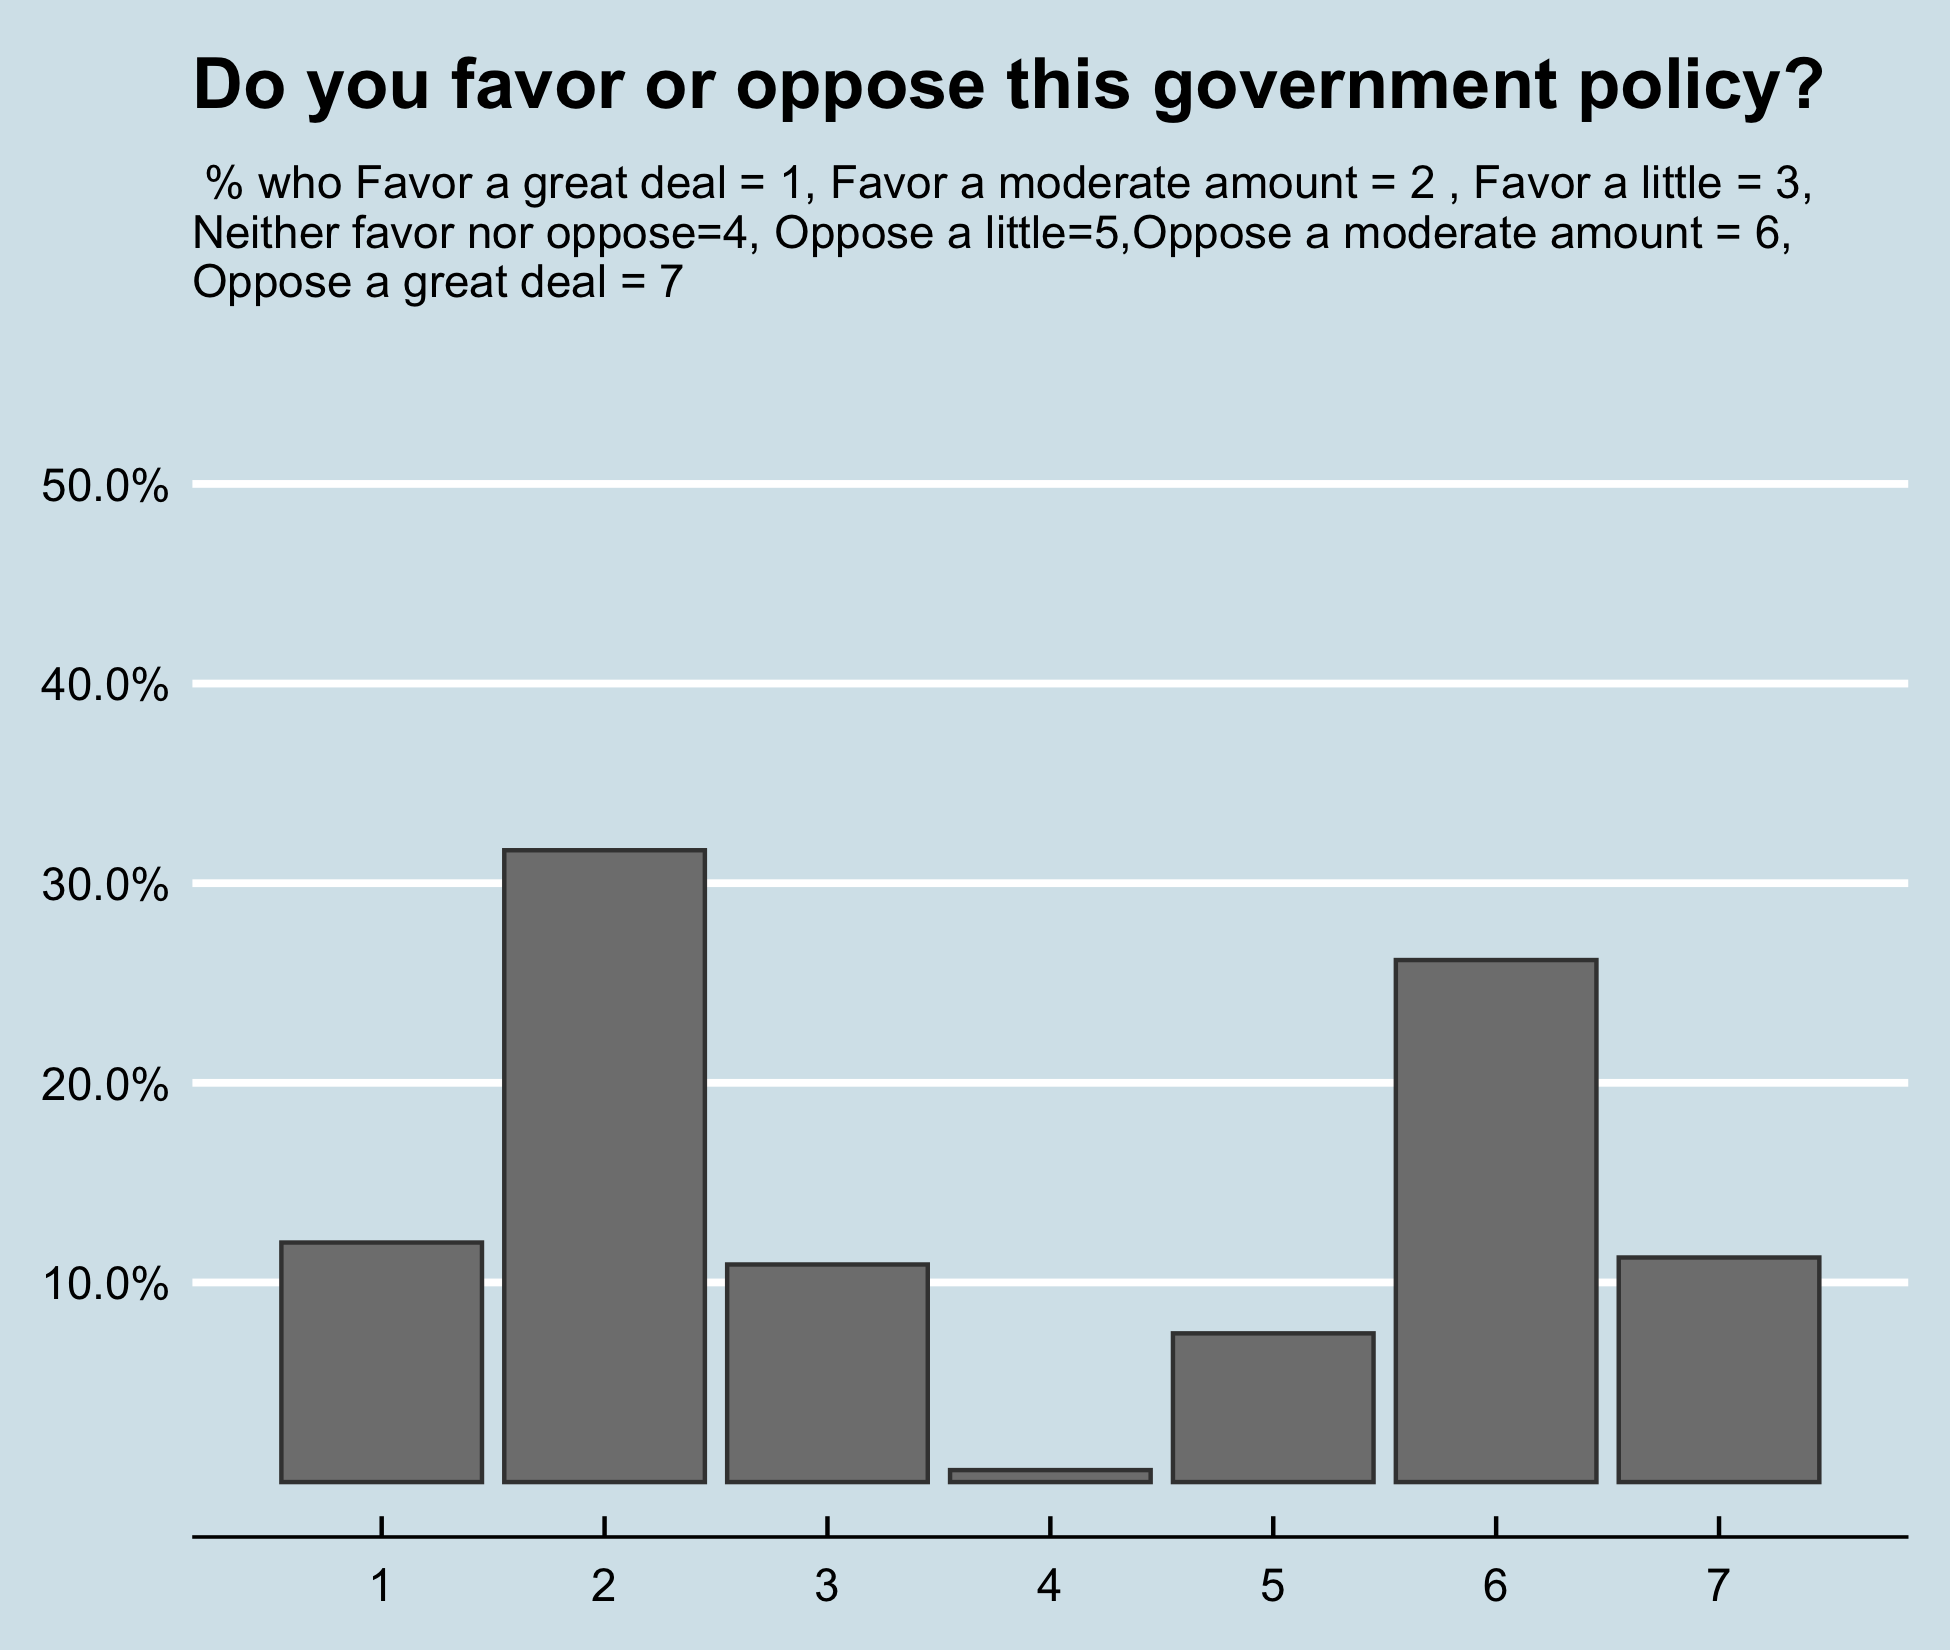 Do you favor or oppose this government policy?
% who Favor a great deal = 1, Favor a moderate amount = 2 , Favor a little = 3,
Neither favor nor oppose=4, Oppose a little=5,Oppose a moderate amount = 6,
Oppose a great deal = 7
50.0%
40.0%
30.0%
20.0%
10.0%
1 2 3 4 5 6 7